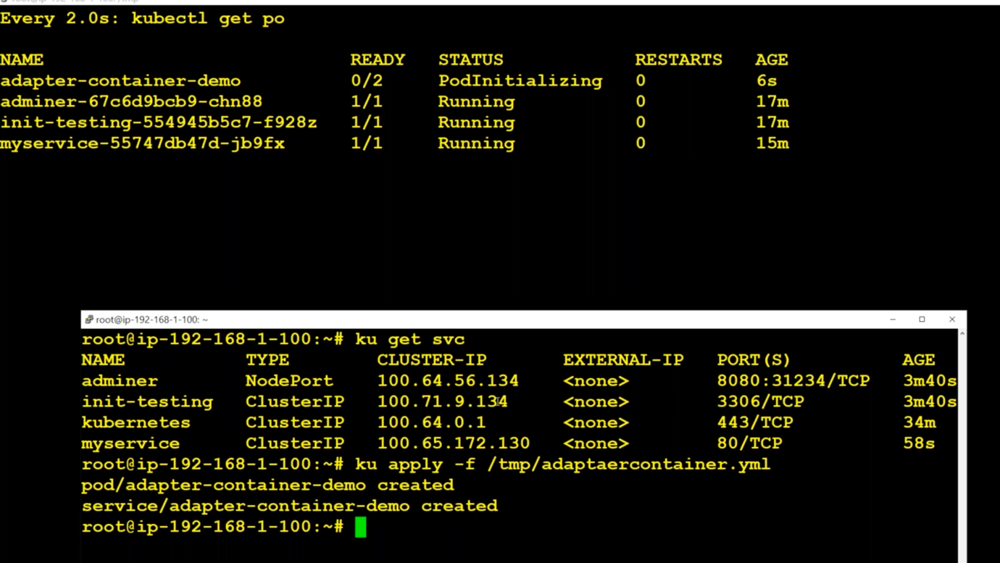 Every 2.0s: kubectl get po
NAME READY STATUS RESTARTS AGE
adapter-container-demo 0/2 PodInitializing 0 6s
adminer-67c6d9bcb9-chn88 1/1 Running 0 17m
init-testing-554945b5c7-f928z 1/1 Running 0 17m
myservice-55747db47d-jb9fx 1/1 Running 0 15m
root@ip-192-168-1-100: ~
root@ip-192-168-1-100:~# ku get svc
NAME TYPE CLUSTER-IP EXTERNAL-IP PORT(S) AGE
adminer NodePort 100.64.56.134 <none> 8080:31234/TCP 3m40s
init-testing ClusterIP 100.71.9.134 <none> 3306/TCP 3m40s
kubernetes ClusterIP 100.64.0.1 <none> 443/TCP 34m
myservice ClusterIP 100.65.172.130 <none> 80/TCP 58s
root@ip-192-168-1-100:~# ku apply -f /tmp/adaptaercontainer.yml
pod/adapter-container-demo created
service/adapter-container-demo created
root@ip-192-168-1-100:~#